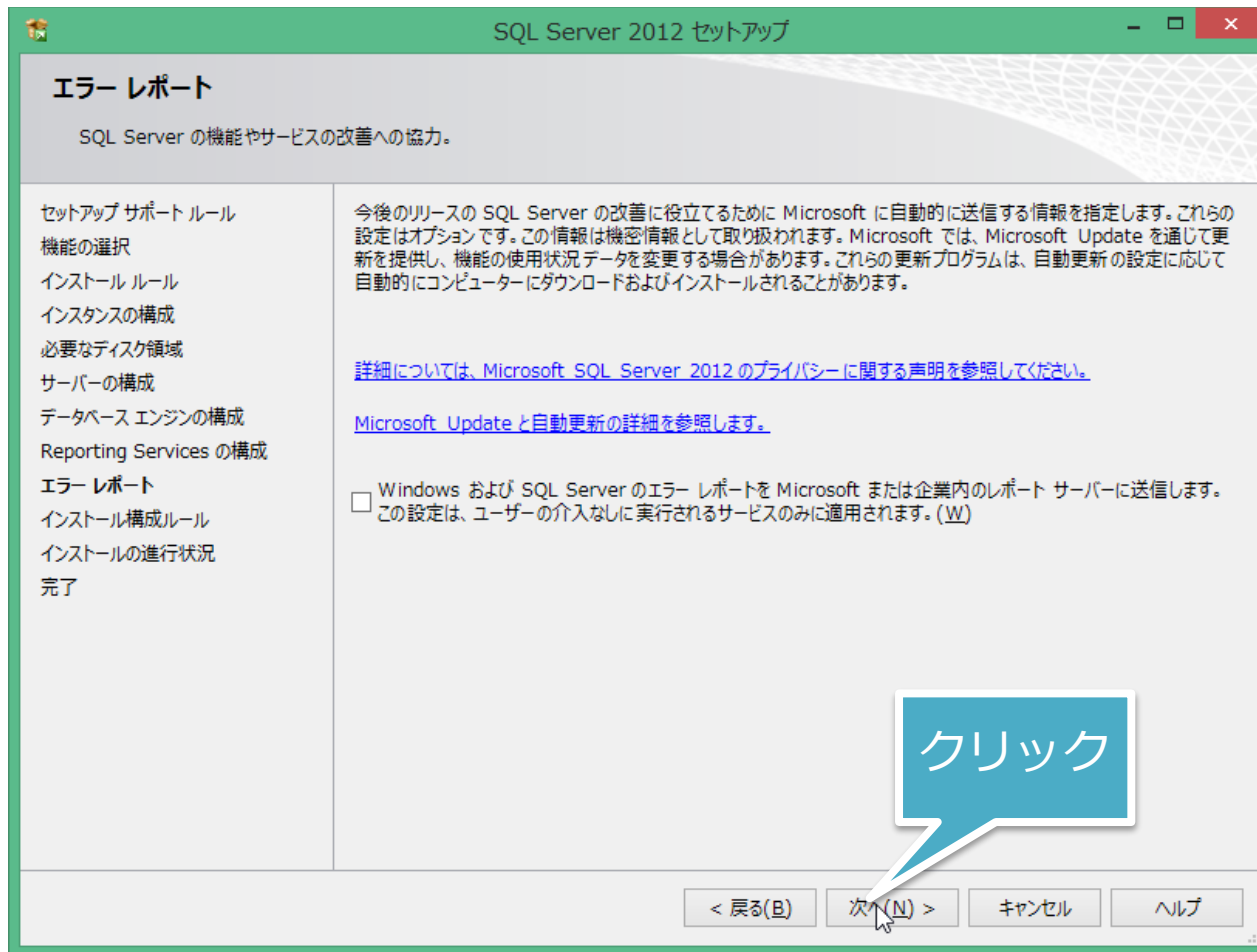 SQL Server 2012 セットアップ
エラー レポート
SQL Server の機能やサービスの改善への協力。
セットアップ サポート ルール
機能の選択
インストール ルール
インスタンスの構成
必要なディスク領域
サーバーの構成
データベース エンジンの構成
Reporting Services の構成
エラー レポート
インストール構成ルール
インストールの進行状況
完了
今後のリリースの SQL Server の改善に役立てるために Microsoft に自動的に送信する情報を指定します。これらの
設定はオプションです。この情報は機密情報として取り扱われます。Microsoft では、Microsoft Update を通じて更
新を提供し、機能の使用状況データを変更する場合があります。これらの更新プログラムは、自動更新の設定に応じて
自動的にコンピューターにダウンロードおよびインストールされることがあります。
詳細については、Microsoft SQL Server 2012 のプライバシーに関する声明を参照してください。
Microsoft Update と自動更新の詳細を参照します。
Windows および SQL Server のエラー レポートを Microsoft または企業内のレポート サーバーに送信します。
この設定は、ユーザーの介入なしに実行されるサービスのみに適用されます。(W)
クリック
< 戻る(B)
次へ(N) >
キャンセル
ヘルプ